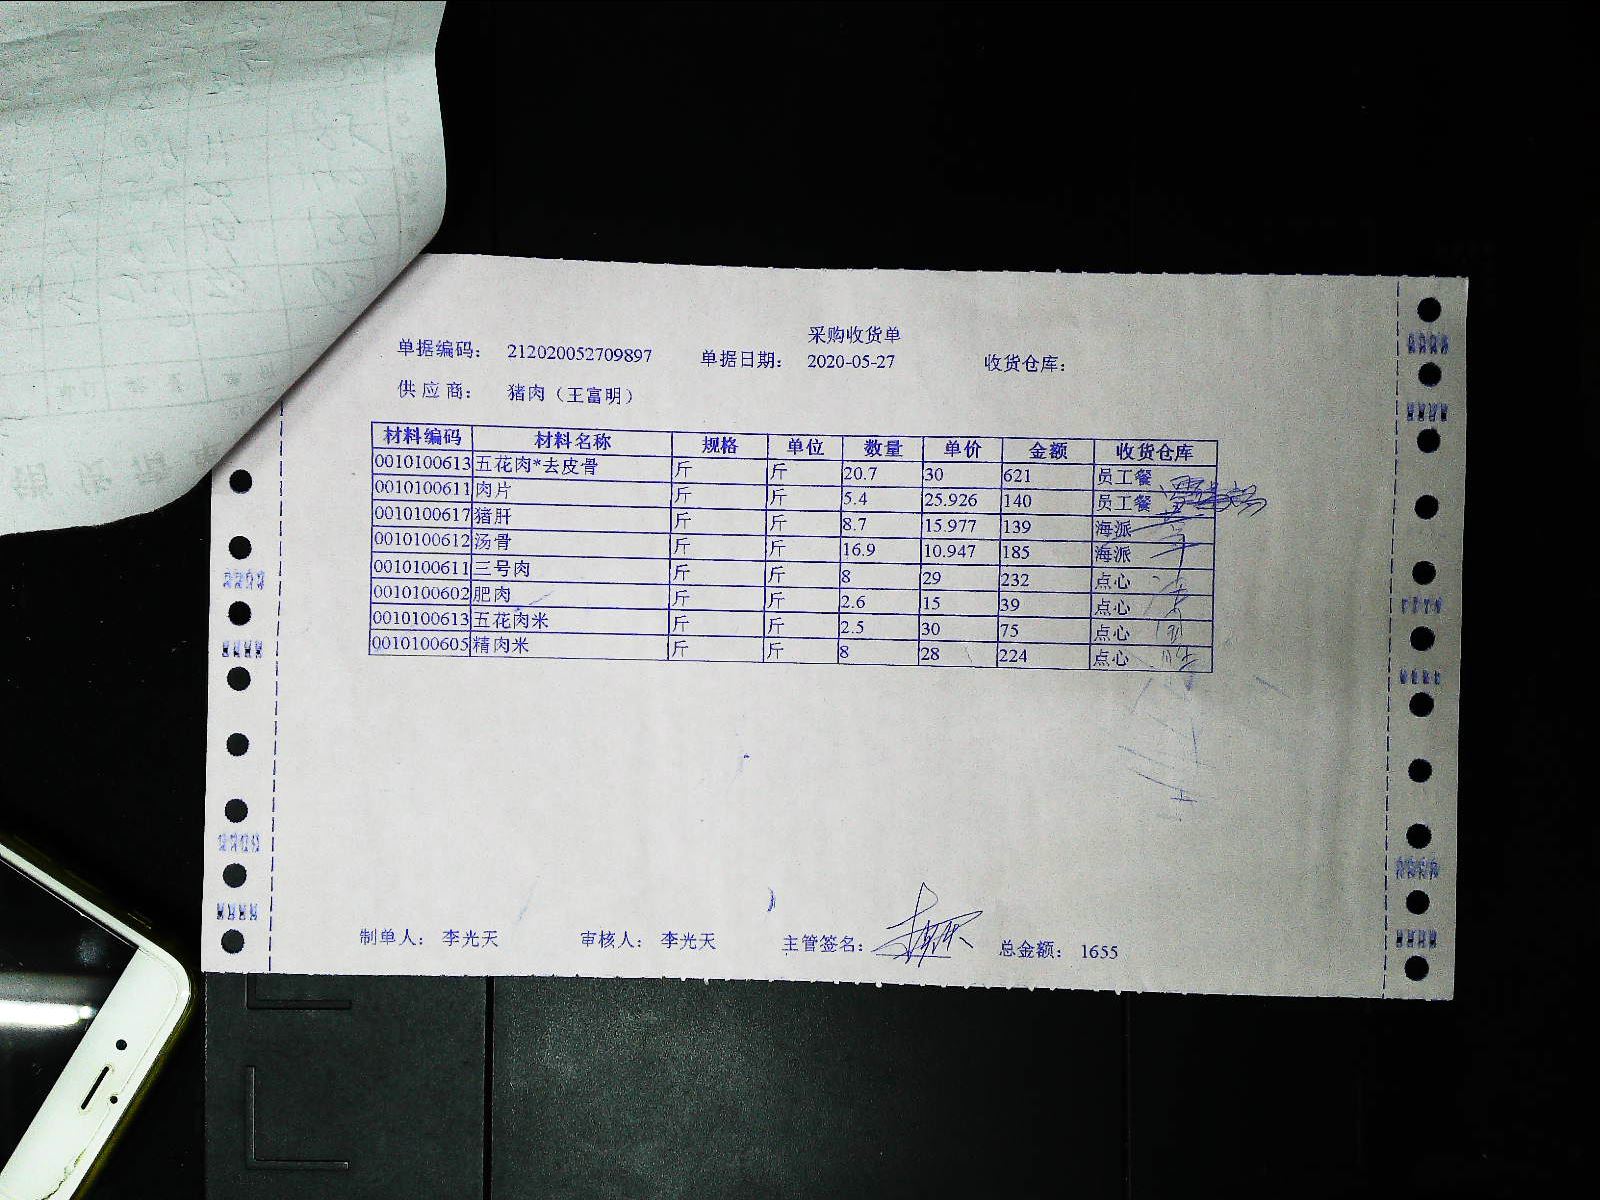 采购收货单
单据编码： 212020052709897 单据日期： 2020-05-27 收货仓库：
供应商： 猪肉（王富明）
材料编码 材料名称 规格 单位 数量 单价 金额 收货仓库
0010100613 五花肉*去皮骨 斤 斤 20.7 30 621 员工餐
0010100611 肉片 斤 斤 5.4 25.926 140 员工餐
0010100617 猪肝 斤 斤 8.7 15.977 139 海派
0010100612 汤骨 斤 斤 16.9 10.947 185 海派
0010100611 三号肉 斤 斤 8 29 232 点心
0010100602 肥肉 斤 斤 2.6 15 39 点心
0010100613 五花肉米 斤 斤 2.5 30 75 点心
0010100605 精肉米 斤 斤 8 28 224 点心
制单人： 李光天 审核人： 李光天 主管签名： 总金额： 1655